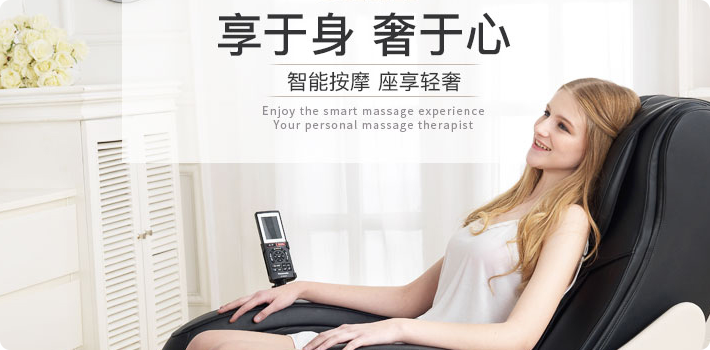 享于身 奢于心
智能按摩 座享轻奢
Enjoy the smart massage experience
Your personal massage therapist